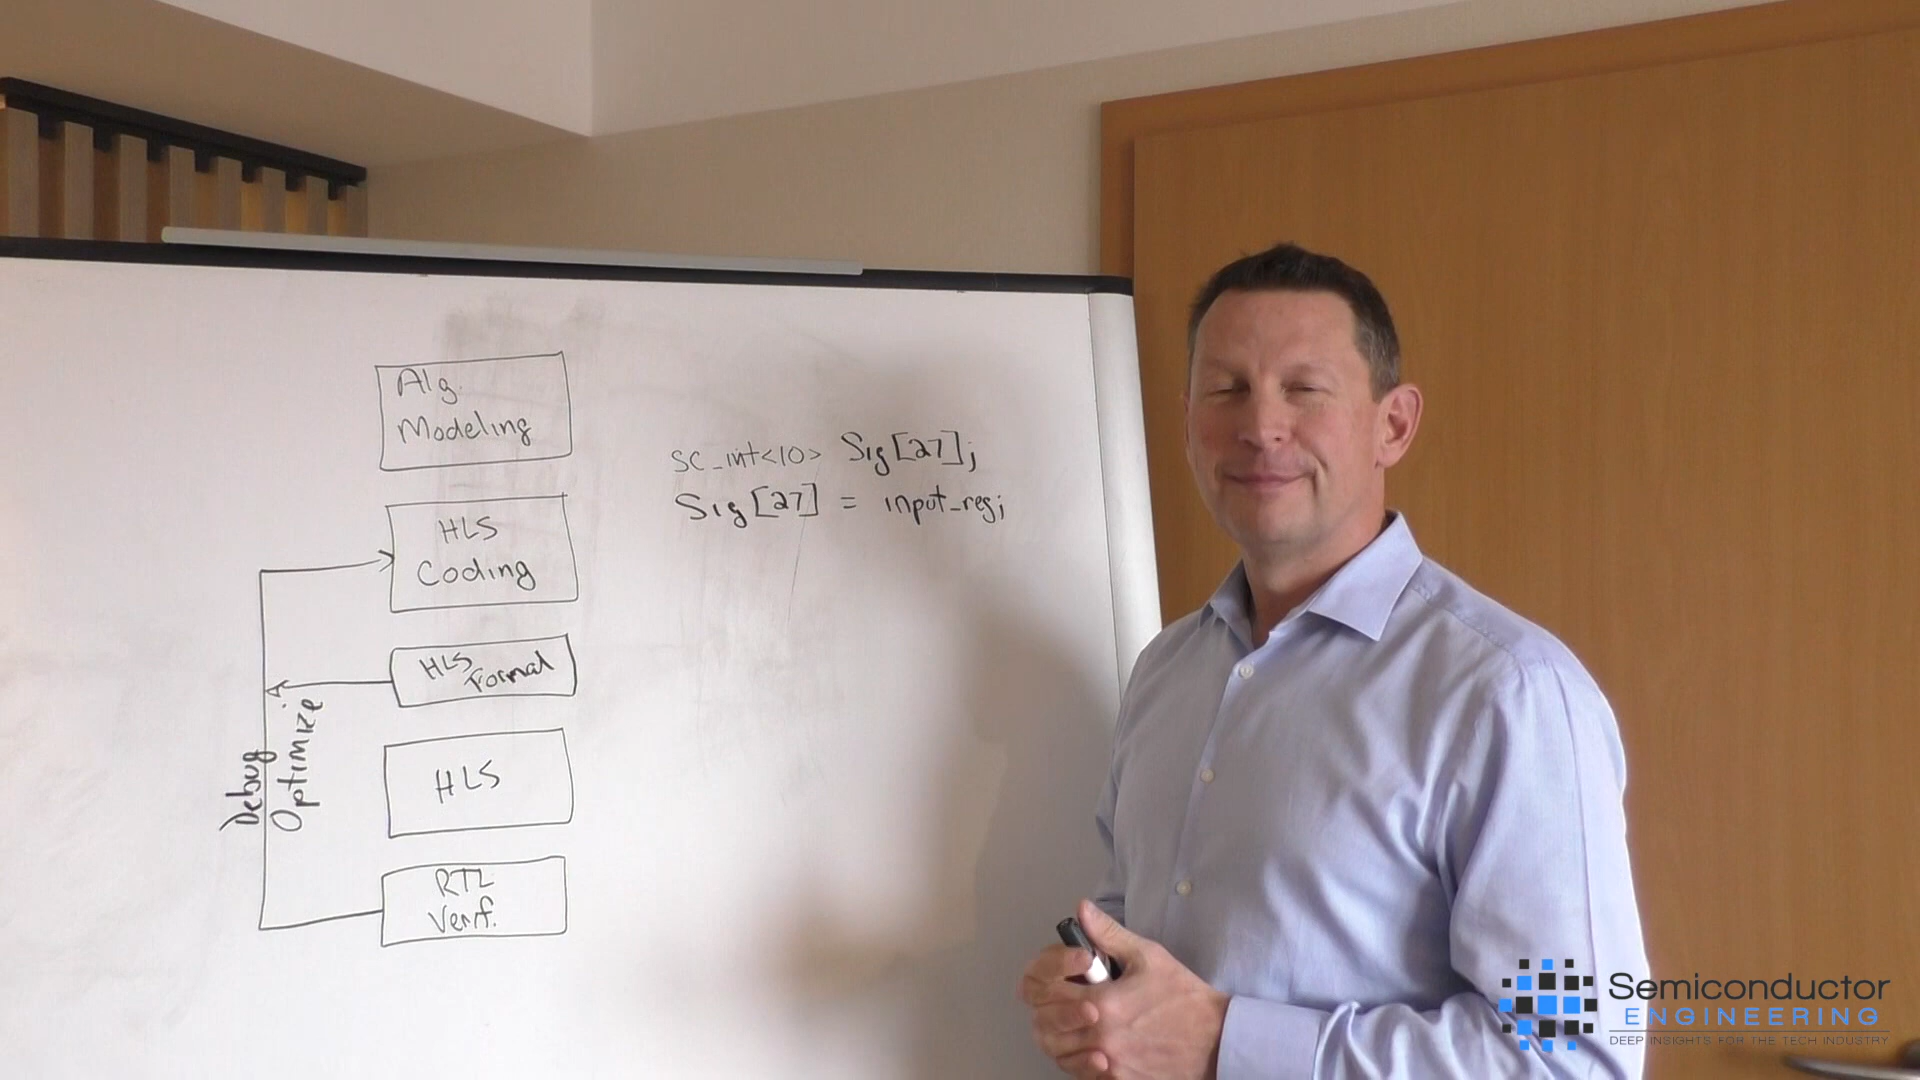 Alg.
Modeling
HLS
Coding
HLS
Formal
HLS
RTL
Verif.
Debug
Optimize
SC_int<10> Sig[27];
Sig[27] = input_reg;
Semiconductor
ENGINEERING
DEEP INSIGHTS FOR THE TECH INDUSTRY